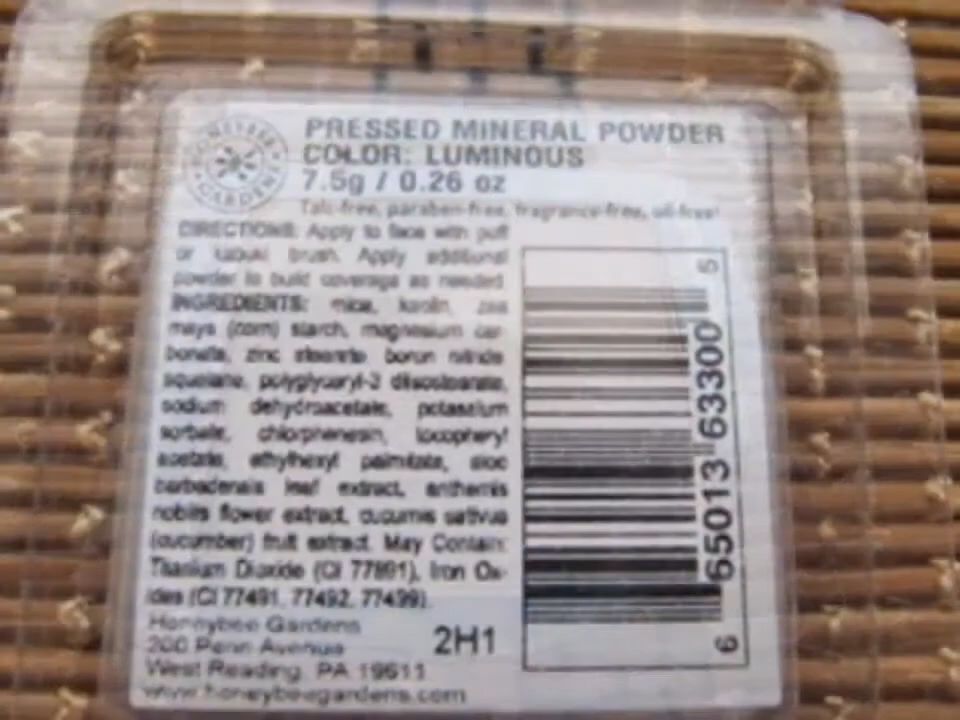 HONEYBEE GARDENS
PRESSED MINERAL POWDER
COLOR: LUMINOUS
7.5g / 0.26 oz
Talc-free, paraben-free, fragrance-free, oil-free!
DIRECTIONS: Apply to face with puff
or kabuki brush. Apply additional
powder to build coverage as needed.
INGREDIENTS: mica, kaolin, zea
mays (corn) starch, magnesium car-
bonate, zinc stearate boron nitride
squalane, polyglyceryl-2 diisostearate,
sodium dehydroacetate, potassium
sorbate, chlorphenesin, tocopheryl
acetate, ethylhexyl palmitate, aloe
barbadensis leaf extract, anthemis
nobilis flower extract, cucumis sativus
(cucumber) fruit extract. May Contain:
Titanium Dioxide (CI 77891), Iron Ox-
ides (CI 77491, 77492, 77499).
Honeybee Gardens
200 Penn Avenue
West Reading, PA 19611
www.honeybeegardens.com
2H1
6 65013 63300 5